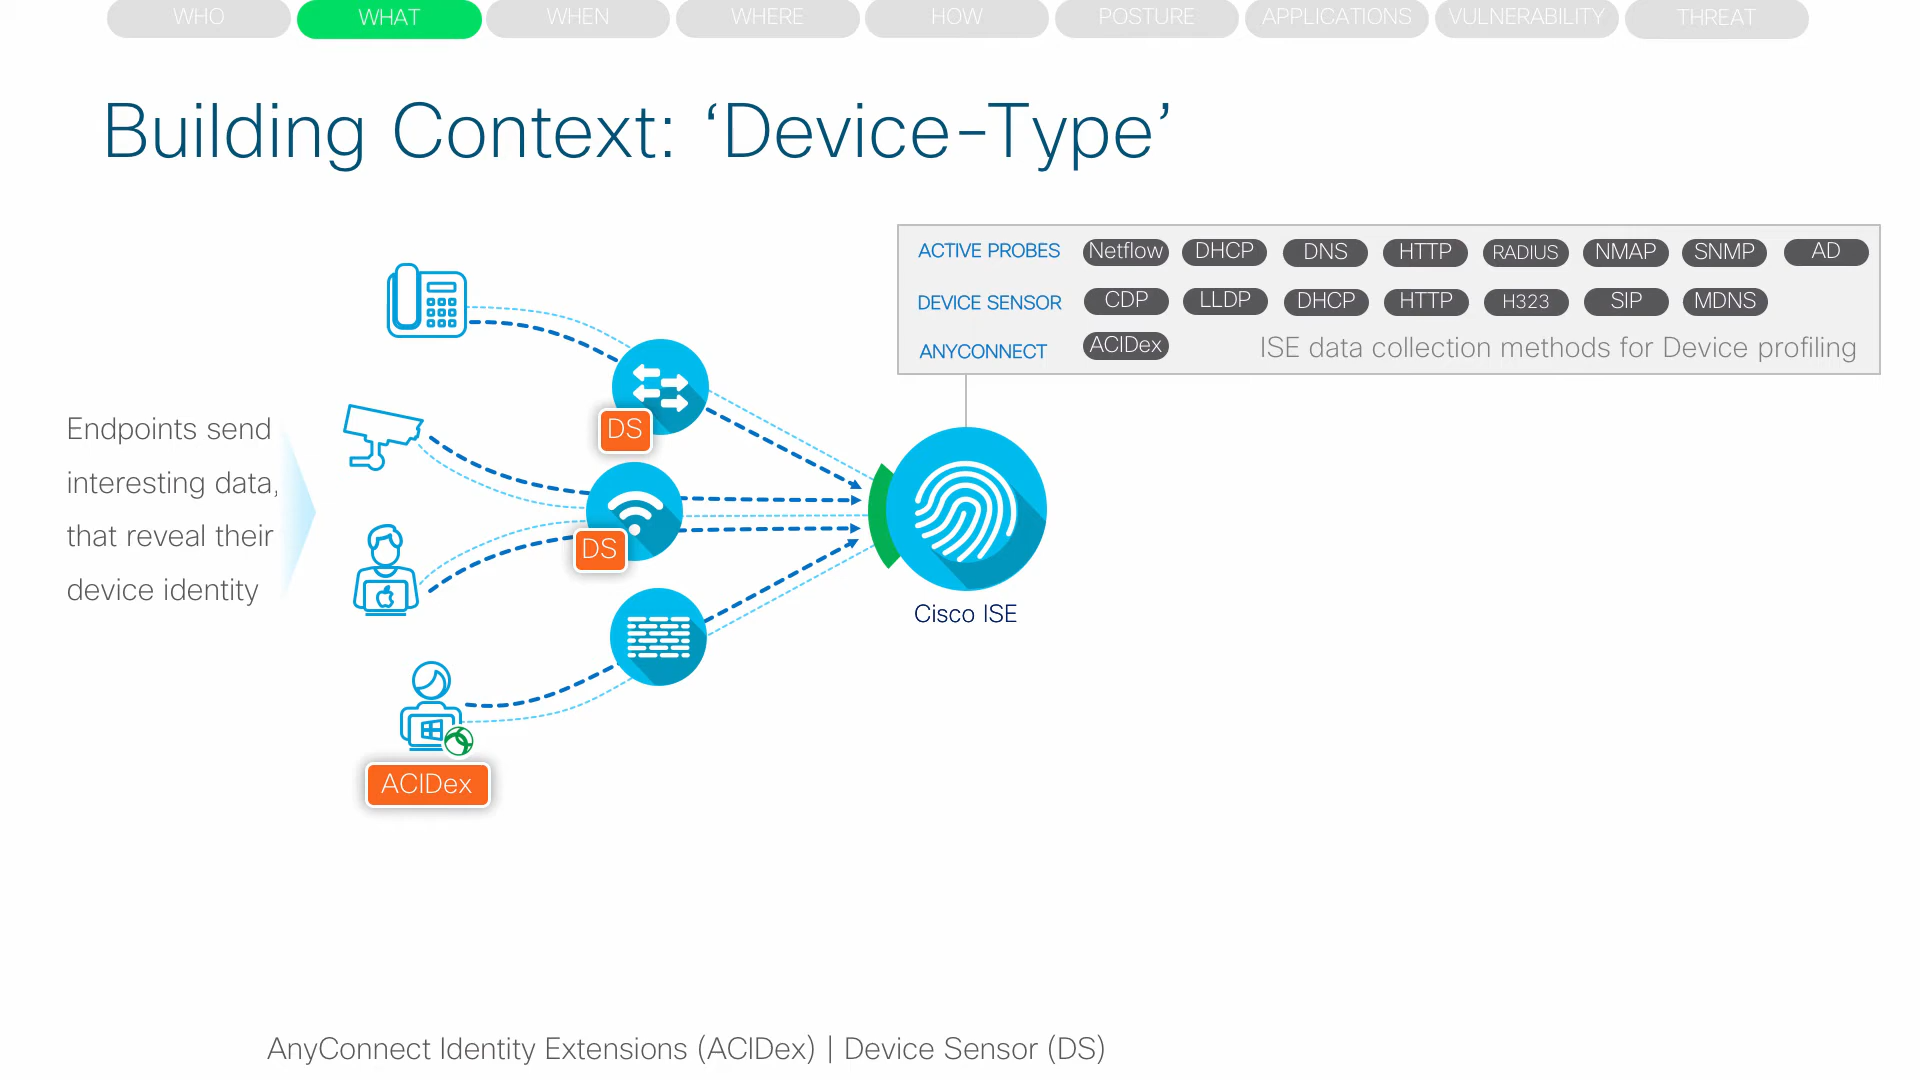 WHO WHAT WHEN WHERE HOW POSTURE APPLICATIONS VULNERABILITY THREAT
Building Context: ‘Device-Type’
ACTIVE PROBES Netflow DHCP DNS HTTP RADIUS NMAP SNMP AD
DEVICE SENSOR CDP LLDP DHCP HTTP H323 SIP MDNS
ANYCONNECT ACIDex ISE data collection methods for Device profiling
Endpoints send
interesting data,
that reveal their
device identity
DS
DS
Cisco ISE
ACIDex
AnyConnect Identity Extensions (ACIDex) | Device Sensor (DS)